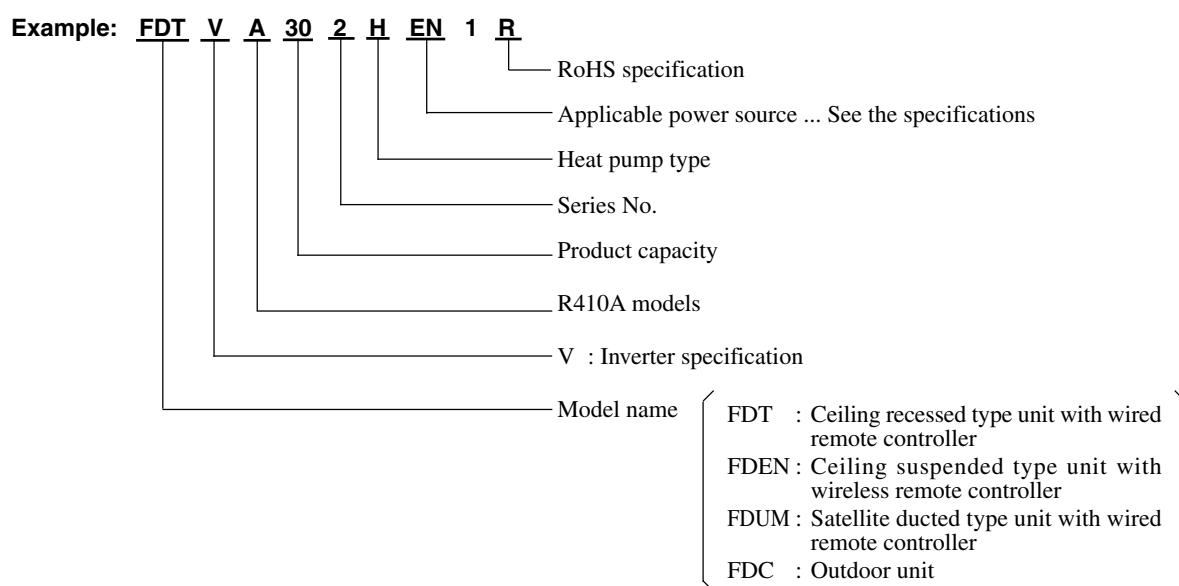 Example: FDT V A 30 2 H EN 1 R
RoHS specification
Applicable power source ... See the specifications
Heat pump type
Series No.
Product capacity
R410A models
V : Inverter specification
Model name
FDT : Ceiling recessed type unit with wired
remote controller
FDEN : Ceiling suspended type unit with
wireless remote controller
FDUM : Satellite ducted type unit with wired
remote controller
FDC : Outdoor unit